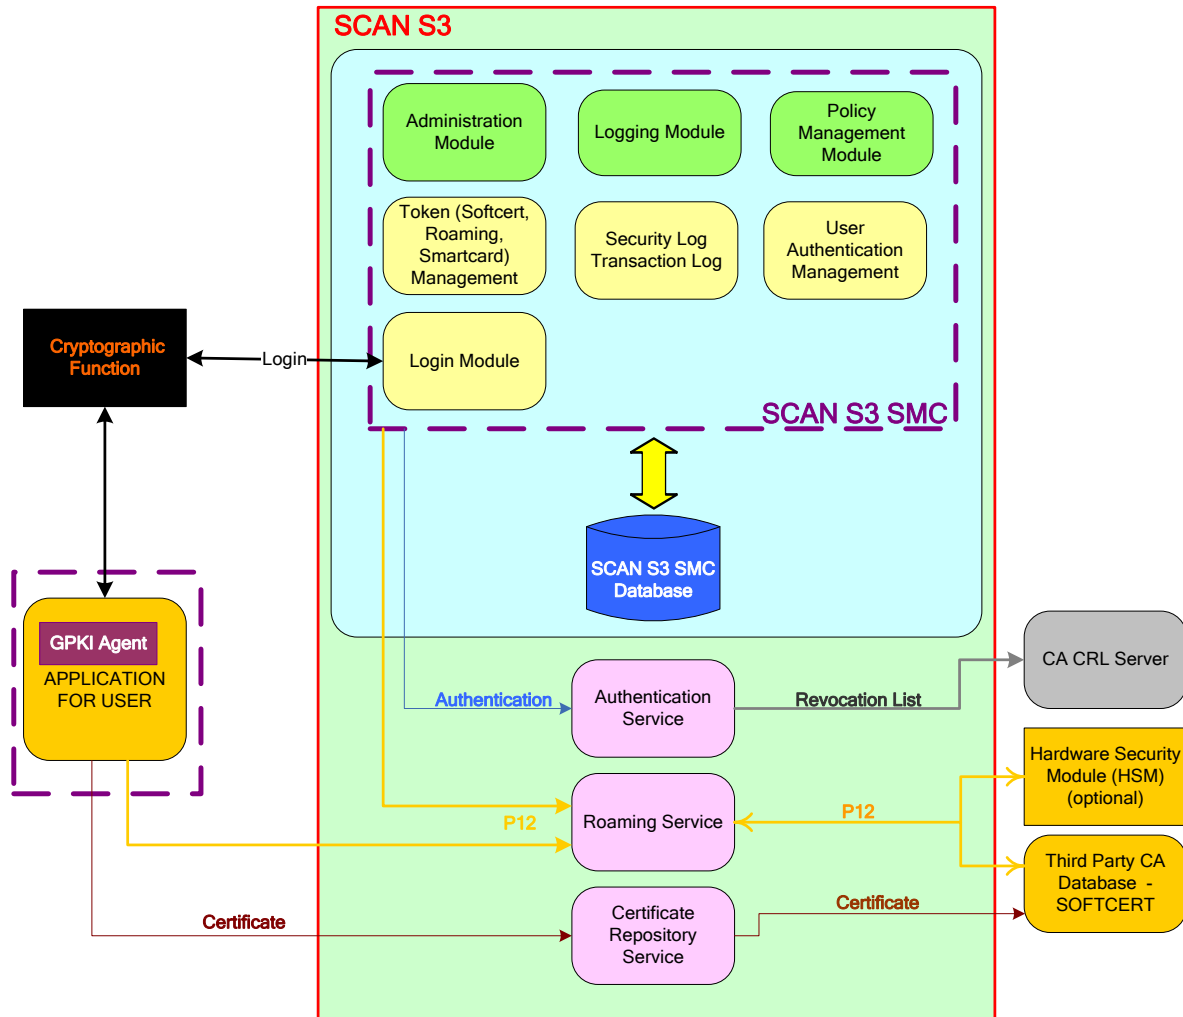 SCAN S3
Administration
Module
Logging Module
Policy
Management
Module
Token (Softcert,
Roaming,
Smartcard)
Management
Security Log
Transaction Log
User
Authentication
Management
Cryptographic
Function
Login
Login Module
SCAN S3 SMC
SCAN S3 SMC
Database
GPKI Agent
APPLICATION
FOR USER
Authentication
Authentication
Service
Revocation List
CA CRL Server
P12
Roaming Service
P12
Hardware Security
Module (HSM)
(optional)
Third Party CA
Database -
SOFTCERT
Certificate
Certificate
Repository
Service
Certificate